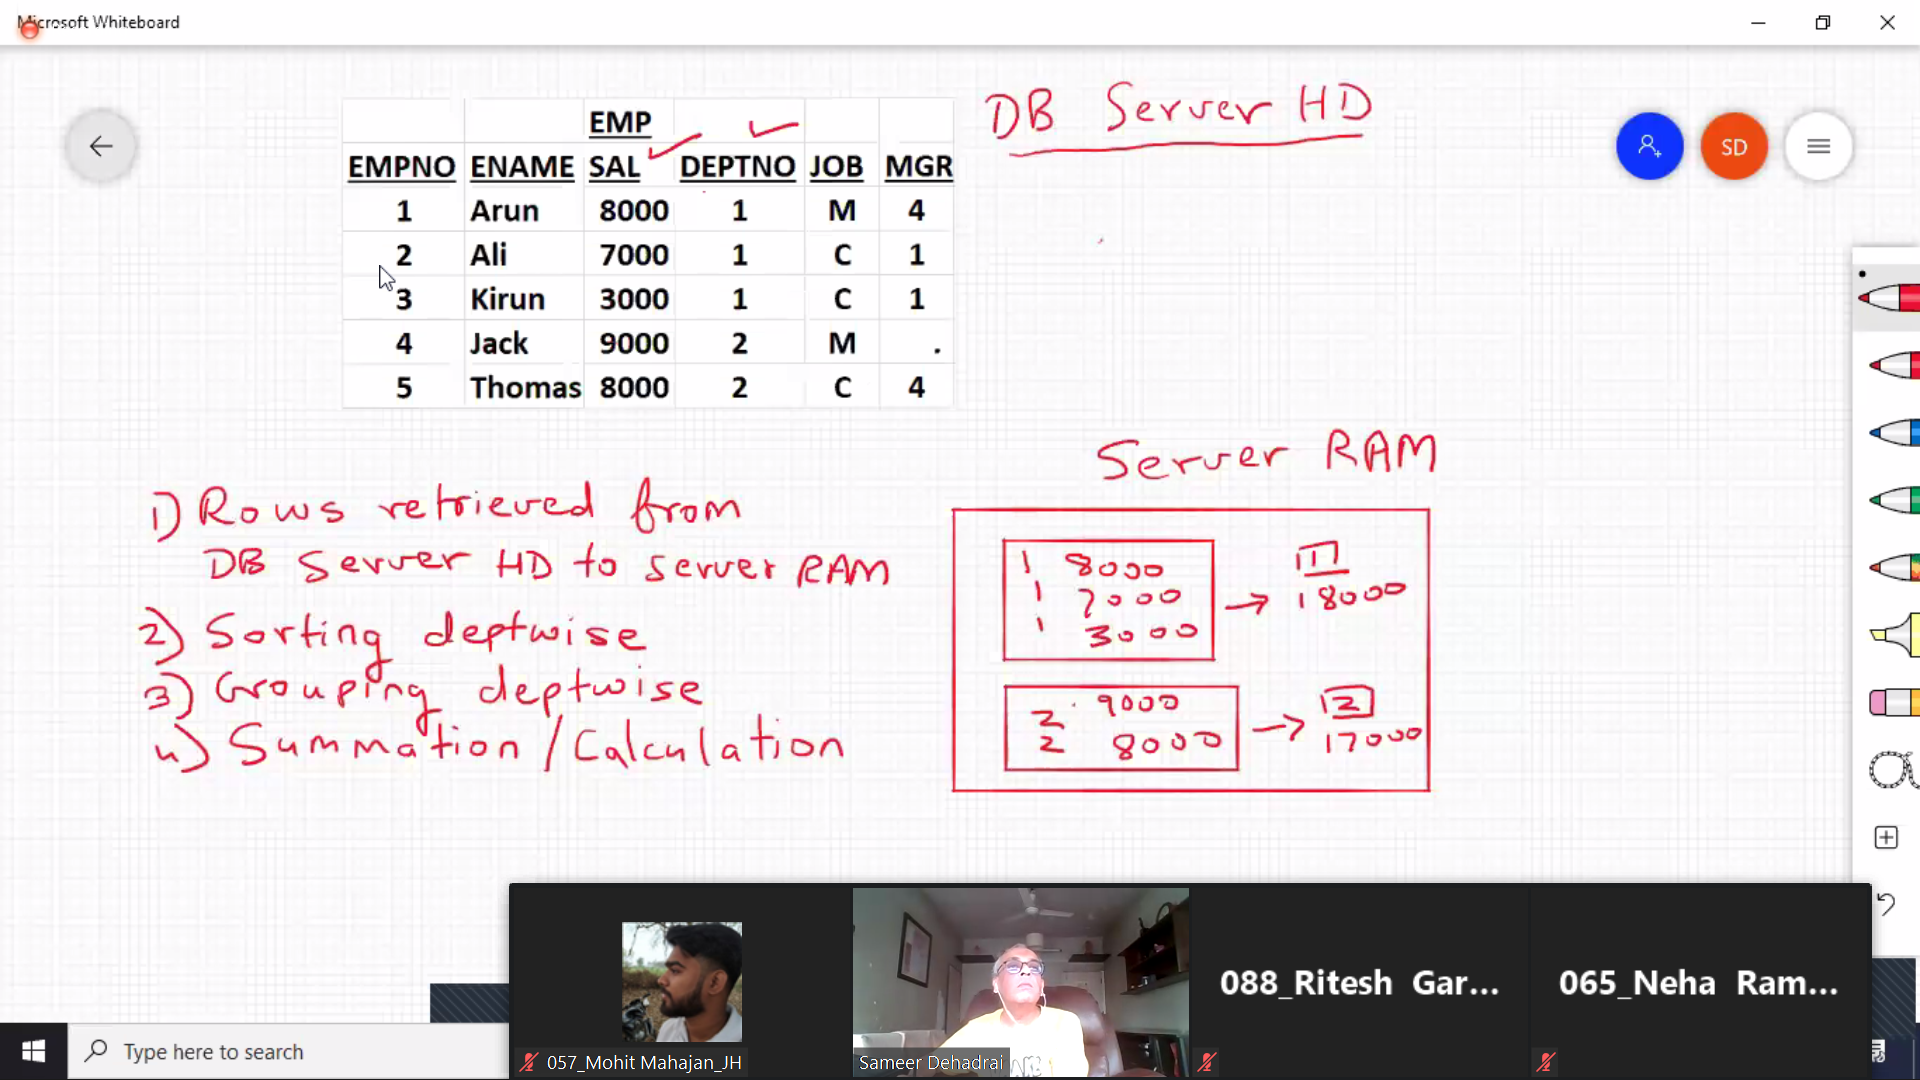 Microsoft Whiteboard
EMP
EMPNO ENAME SAL DEPTNO JOB MGR
1 Arun 8000 1 M 4
2 Ali 7000 1 C 1
3 Kirun 3000 1 C 1
4 Jack 9000 2 M .
5 Thomas 8000 2 C 4
DB Server HD
SD
1) Rows retrieved from
DB Server HD to server RAM
2) Sorting deptwise
3) Grouping deptwise
4) Summation / Calculation
Server RAM
1 8000
1 7000
1 3000
→ 1
18000
2 9000
2 8000
→ 2
17000
057_Mohit Mahajan_JH
Sameer Dehadrai
088_Ritesh Gar...
065_Neha Ram...
Type here to search